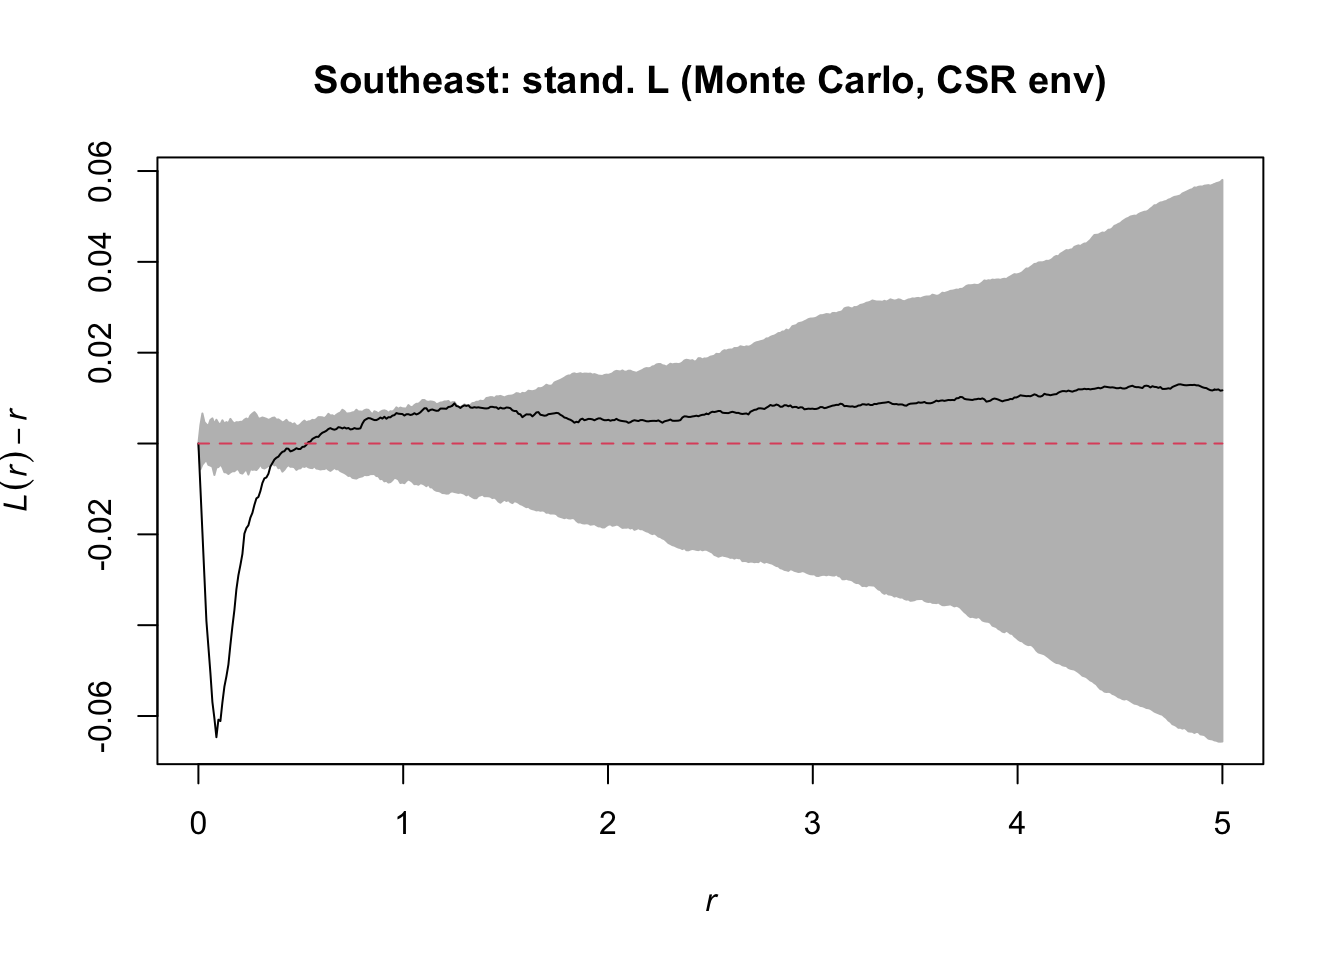 Southeast: stand. L (Monte Carlo, CSR env)
0.06
0.04
0.02
-0.02
-0.06
L(r) − r
0 1 2 3 4 5
r